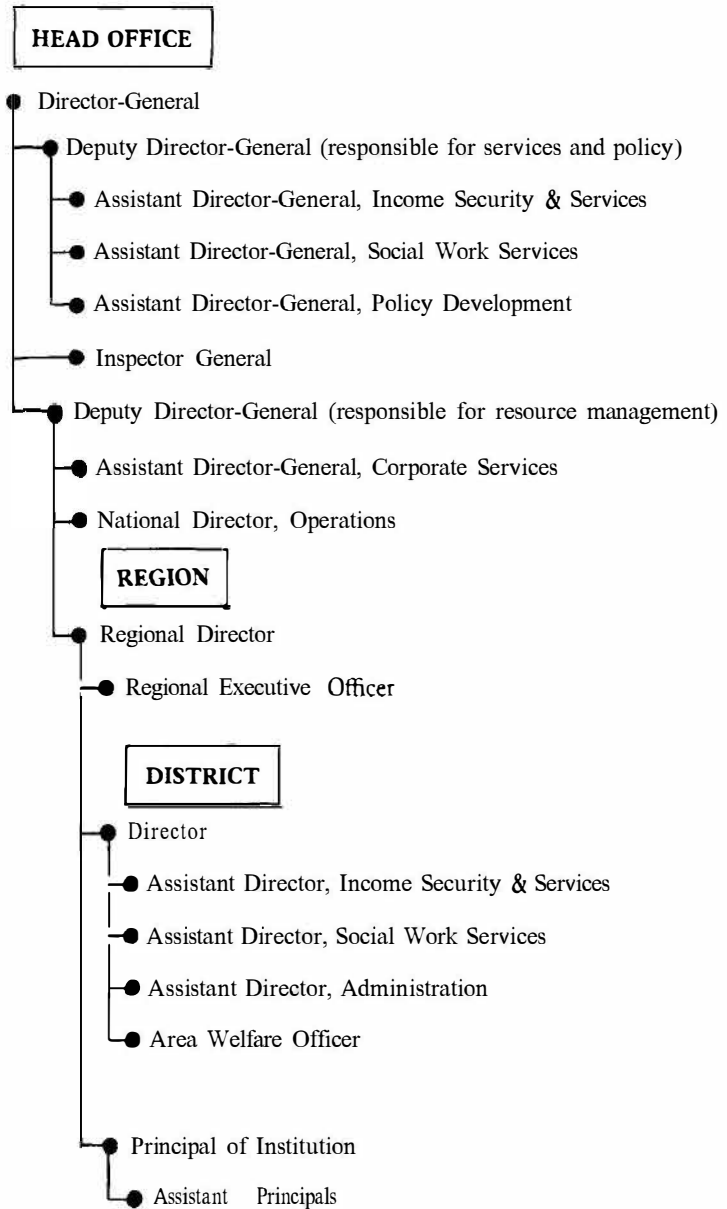 HEAD OFFICE
Director-General
Deputy Director-General (responsible for services and policy)
Assistant Director-General, Income Security & Services
Assistant Director-General, Social Work Services
Assistant Director-General, Policy Development
Inspector General
Deputy Director-General (responsible for resource management)
Assistant Director-General, Corporate Services
National Director, Operations
REGION
Regional Director
Regional Executive Officer
DISTRICT
Director
Assistant Director, Income Security & Services
Assistant Director, Social Work Services
Assistant Director, Administration
Area Welfare Officer
Principal of Institution
Assistant Principals